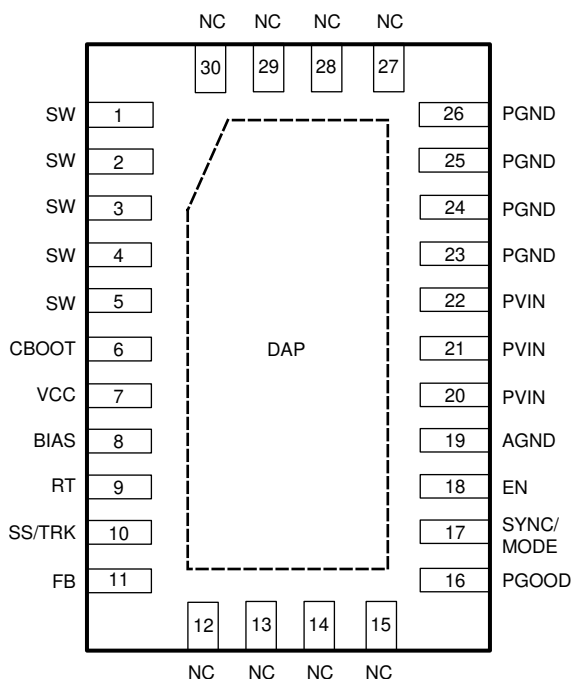 NC NC NC NC
30 29 28 27
SW 1
SW 2
SW 3
SW 4
SW 5
CBOOT 6
VCC 7
BIAS 8
RT 9
SS/TRK 10
FB 11
DAP
26 PGND
25 PGND
24 PGND
23 PGND
22 PVIN
21 PVIN
20 PVIN
19 AGND
18 EN
17 SYNC/
MODE
16 PGOOD
12 13 14 15
NC NC NC NC